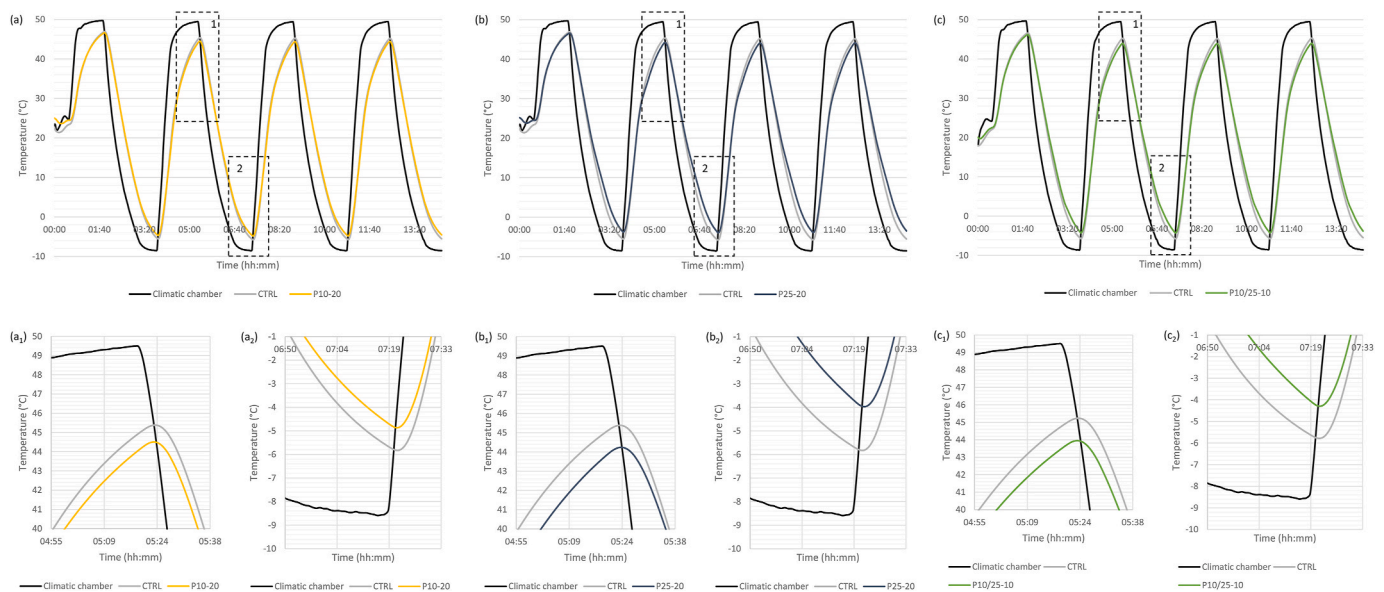 (a)
50
40
30
20
10
0
-10
Temperature (°C)
1
2
00:00 01:40 03:20 05:00 06:40 08:20 10:00 11:40 13:20
Time (hh:mm)
Climatic chamber CTRL P10-20
(b)
50
40
30
20
10
0
-10
Temperature (°C)
1
2
00:00 01:40 03:20 05:00 06:40 08:20 10:00 11:40 13:20
Time (hh:mm)
Climatic chamber CTRL P25-20
(c)
50
40
30
20
10
0
-10
Temperature (°C)
1
2
00:00 01:40 03:20 05:00 06:40 08:20 10:00 11:40 13:20
Time (hh:mm)
Climatic chamber CTRL P10/25-10
(a₁)
50
49
48
47
46
45
44
43
42
41
40
Temperature (°C)
04:55 05:09 05:24 05:38
Time (hh:mm)
Climatic chamber CTRL P10-20
(a₂)
-1
06:50 07:04 07:19 07:33
-2
-3
-4
-5
-6
-7
-8
-9
-10
Temperature (°C)
Time (hh:mm)
Climatic chamber CTRL P10-20
(b₁)
50
49
48
47
46
45
44
43
42
41
40
Temperature (°C)
04:55 05:09 05:24 05:38
Time (hh:mm)
Climatic chamber CTRL P25-20
(b₂)
-1
06:50 07:04 07:19 07:33
-2
-3
-4
-5
-6
-7
-8
-9
-10
Temperature (°C)
Time (hh:mm)
Climatic chamber CTRL P25-20
(c₁)
50
49
48
47
46
45
44
43
42
41
40
Temperature (°C)
04:55 05:09 05:24 05:38
Time (hh:mm)
Climatic chamber CTRL
P10/25-10
(c₂)
-1
06:50 07:04 07:19 07:33
-2
-3
-4
-5
-6
-7
-8
-9
-10
Temperature (°C)
Time (hh:mm)
Climatic chamber CTRL
P10/25-10